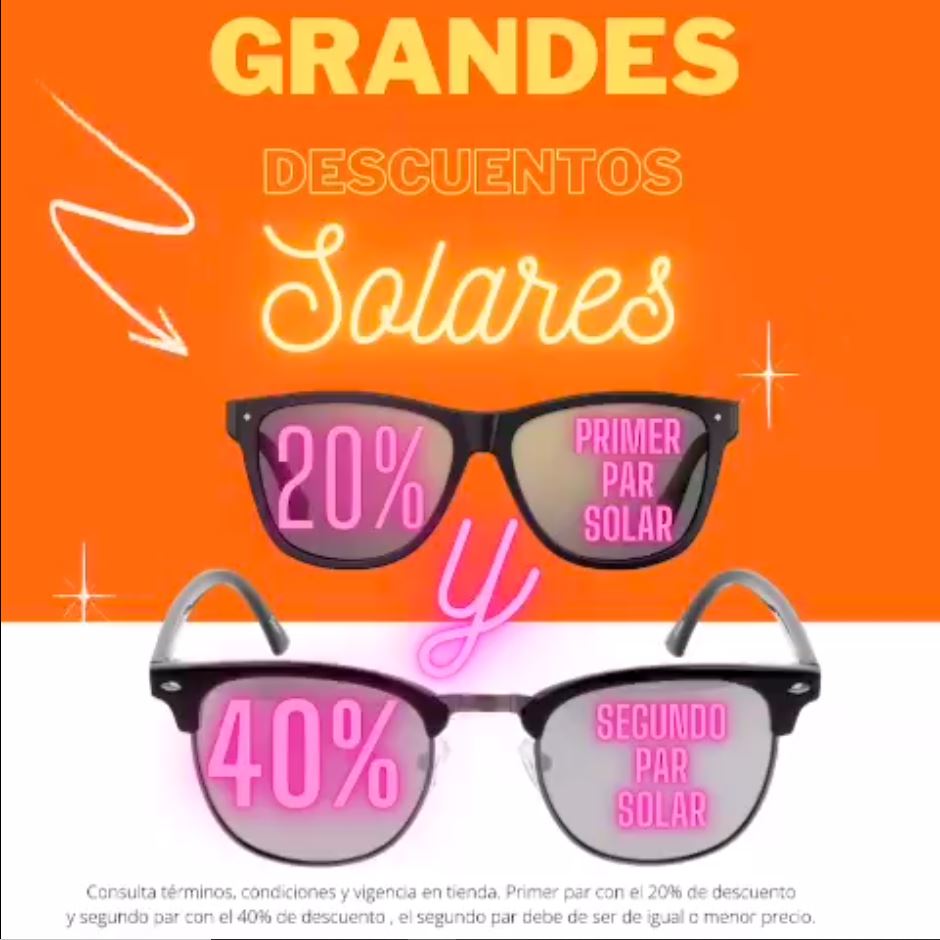 GRANDES
DESCUENTOS
Solares
20%
PRIMER
PAR
SOLAR
y
40%
SEGUNDO
PAR
SOLAR
Consulta términos, condiciones y vigencia en tienda. Primer par con el 20% de descuento
y segundo par con el 40% de descuento , el segundo par debe de ser de igual o menor precio.